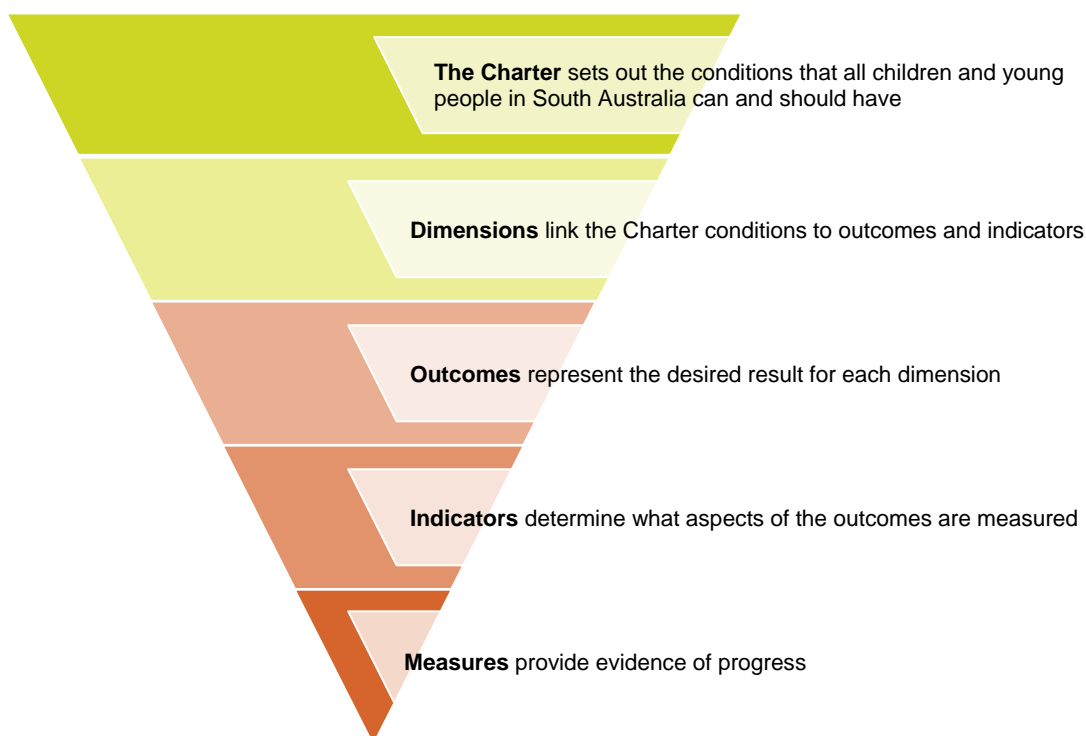 The Charter sets out the conditions that all children and young
people in South Australia can and should have
Dimensions link the Charter conditions to outcomes and indicators
Outcomes represent the desired result for each dimension
Indicators determine what aspects of the outcomes are measured
Measures provide evidence of progress